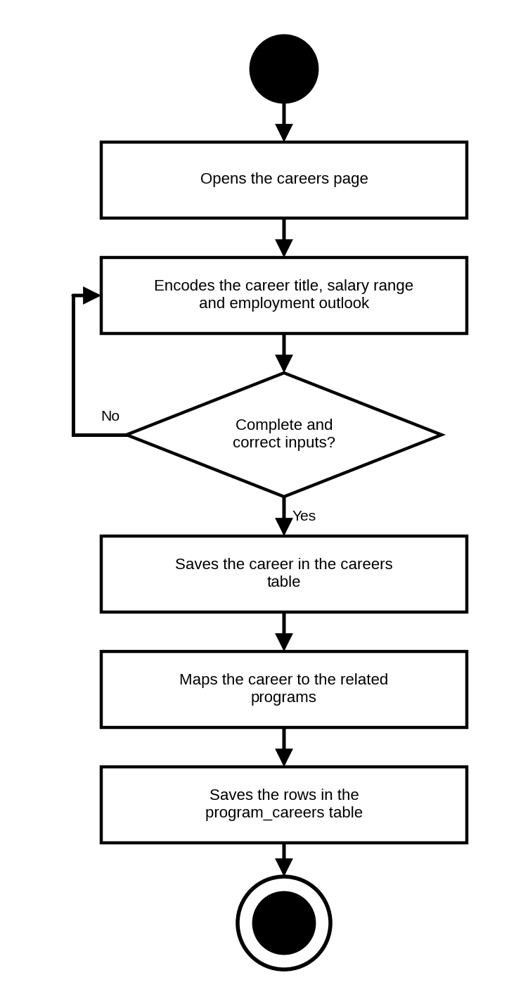 Opens the careers page
Encodes the career title, salary range
and employment outlook
No
Complete and
correct inputs?
Yes
Saves the career in the careers
table
Maps the career to the related
programs
Saves the rows in the
program_careers table